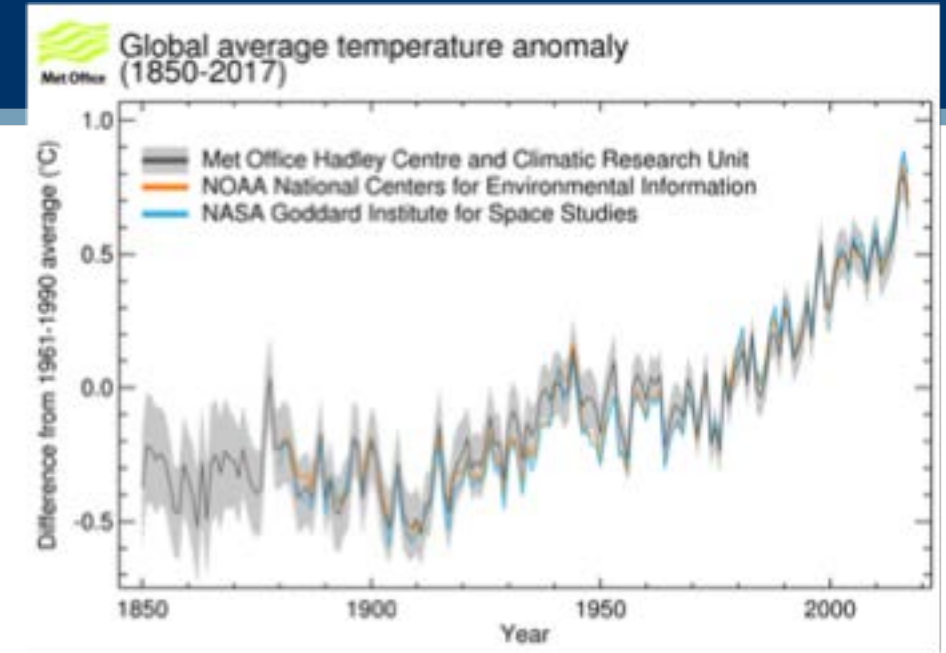 Met Office
Global average temperature anomaly
(1850-2017)
Difference from 1961-1990 average (°C)
1.0
0.5
0.0
-0.5
Met Office Hadley Centre and Climatic Research Unit
NOAA National Centers for Environmental Information
NASA Goddard Institute for Space Studies
1850 1900 1950 2000
Year